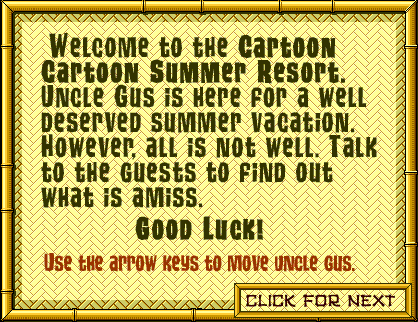 Welcome to the Cartoon
Cartoon Summer Resort.
Uncle Gus is here for a well
deserved summer vacation.
However, all is not well. Talk
to the guests to find out
what is amiss.
Good Luck!
Use the arrow keys to move uncle gus.
CLICK FOR NEXT